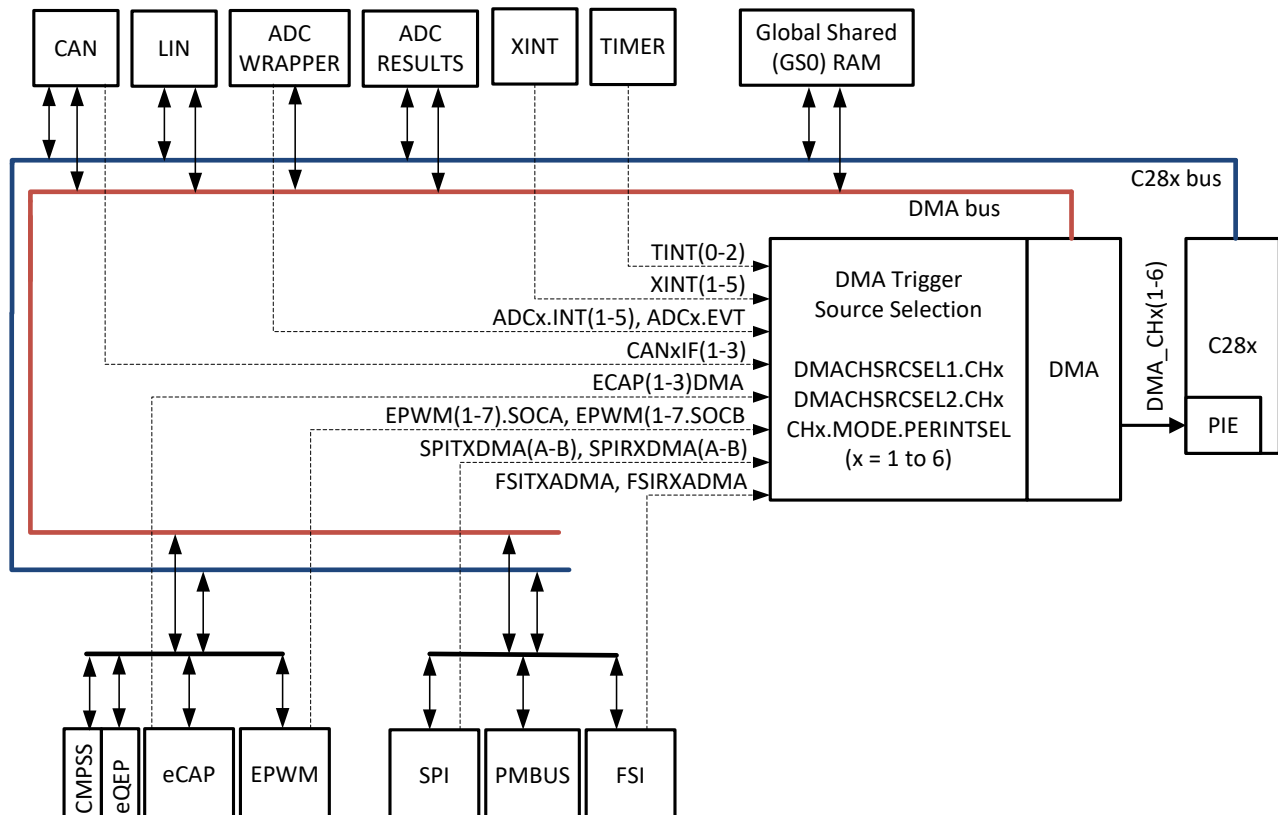 CAN
LIN
ADC
WRAPPER
ADC
RESULTS
XINT
TIMER
Global Shared
(GS0) RAM
C28x bus
DMA bus
TINT(0-2)
XINT(1-5)
ADCx.INT(1-5), ADCx.EVT
CANxIF(1-3)
ECAP(1-3)DMA
EPWM(1-7).SOCA, EPWM(1-7.SOCB
SPITXDMA(A-B), SPIRXDMA(A-B)
FSITXADMA, FSIRXADMA
DMA Trigger
Source Selection
DMACHSRCSEL1.CHx
DMACHSRCSEL2.CHx
CHx.MODE.PERINTSEL
(x = 1 to 6)
DMA
DMA_CHx(1-6)
C28x
PIE
CMPSS
eQEP
eCAP
EPWM
SPI
PMBUS
FSI